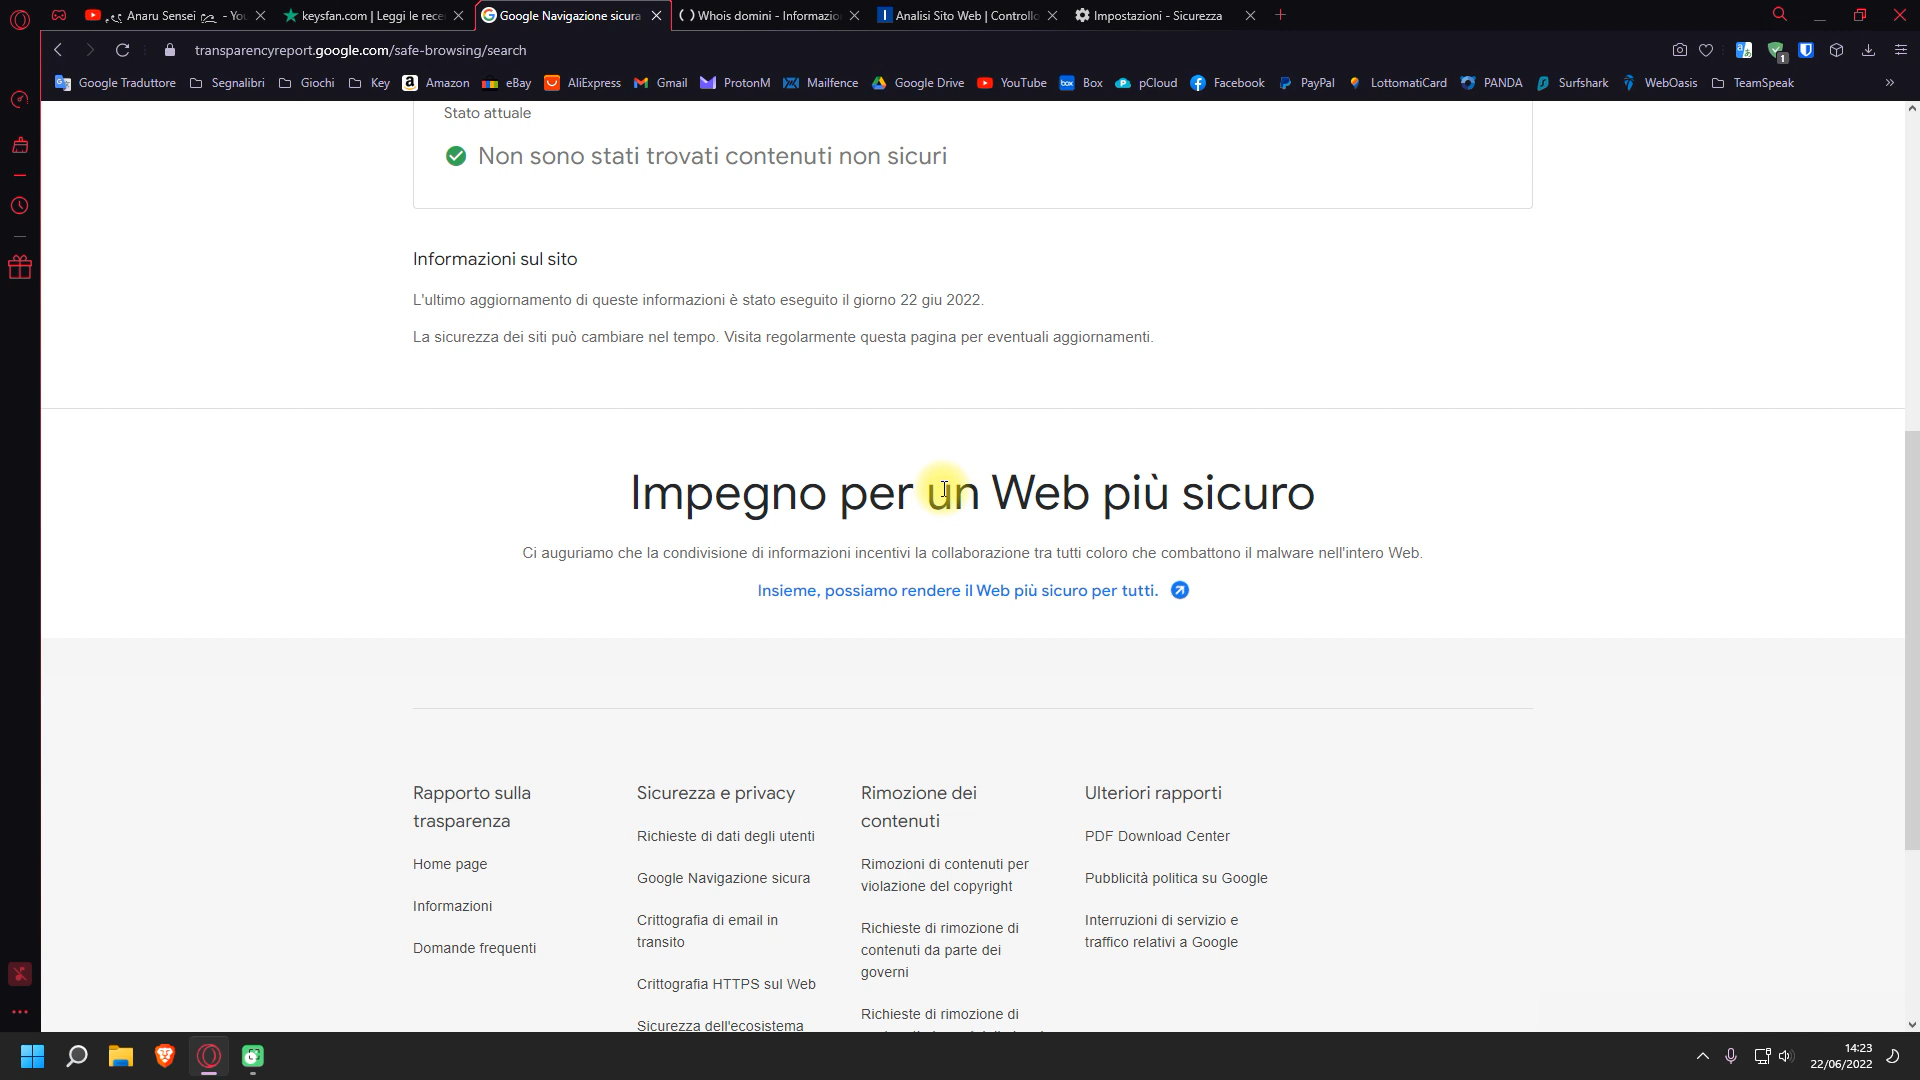 Anaru Sensei
keysfan.com | Leggi le rece
Google Navigazione sicura
Whois domini - Informazion
Analisi Sito Web | Controllo
Impostazioni - Sicurezza
transparencyreport.google.com/safe-browsing/search
Google Traduttore
Segnalibri
Giochi
Key
Amazon
eBay
AliExpress
Gmail
ProtonM
Mailfence
Google Drive
YouTube
Box
pCloud
Facebook
PayPal
LottomatiCard
PANDA
Surfshark
WebOasis
TeamSpeak
»
Stato attuale
Non sono stati trovati contenuti non sicuri
Informazioni sul sito
L'ultimo aggiornamento di queste informazioni è stato eseguito il giorno 22 giu 2022.
La sicurezza dei siti può cambiare nel tempo. Visita regolarmente questa pagina per eventuali aggiornamenti.
Impegno per un Web più sicuro
Ci auguriamo che la condivisione di informazioni incentivi la collaborazione tra tutti coloro che combattono il malware nell'intero Web.
Insieme, possiamo rendere il Web più sicuro per tutti.
Rapporto sulla
trasparenza
Home page
Informazioni
Domande frequenti
Sicurezza e privacy
Richieste di dati degli utenti
Google Navigazione sicura
Crittografia di email in
transito
Crittografia HTTPS sul Web
Sicurezza dell'ecosistema
Rimozione dei
contenuti
Rimozioni di contenuti per
violazione del copyright
Richieste di rimozione di
contenuti da parte dei
governi
Richieste di rimozione di
Ulteriori rapporti
PDF Download Center
Pubblicità politica su Google
Interruzioni di servizio e
traffico relativi a Google
14:23
22/06/2022